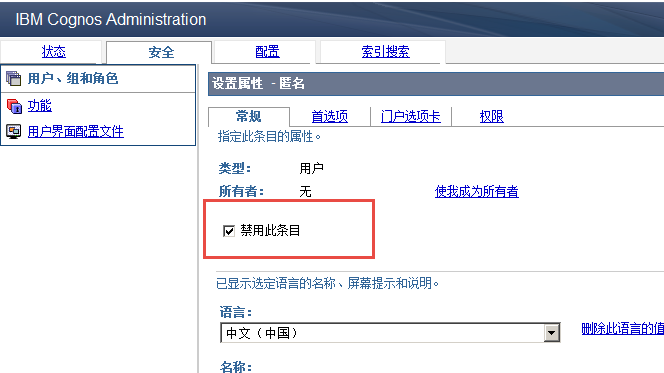 IBM Cognos Administration
状态 安全 配置 索引搜索
用户、组和角色
功能
用户界面配置文件
设置属性 - 匿名
常规 首选项 门户选项卡 权限
指定此条目的属性。
类型: 用户
所有者: 无 使我成为所有者
禁用此条目
已显示选定语言的名称、屏幕提示和说明。
语言:
中文（中国） 删除此语言的值
名称: